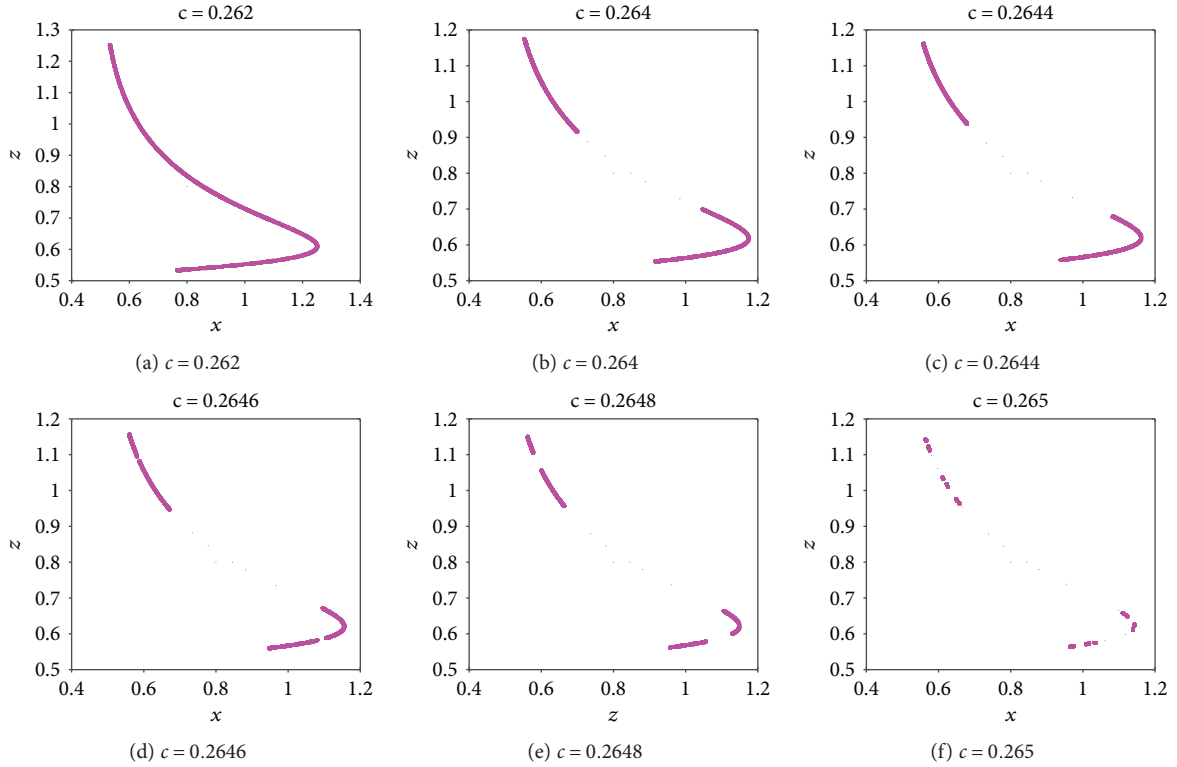 c = 0.262
1.3
1.2
1.1
1
0.9
0.8
0.7
0.6
0.5
z
0.4 0.6 0.8 1 1.2 1.4
x
(a) c = 0.262
c = 0.264
1.2
1.1
1
0.9
0.8
0.7
0.6
0.5
z
0.4 0.6 0.8 1 1.2
x
(b) c = 0.264
c = 0.2644
1.2
1.1
1
0.9
0.8
0.7
0.6
0.5
z
0.4 0.6 0.8 1 1.2
x
(c) c = 0.2644
c = 0.2646
1.2
1.1
1
0.9
0.8
0.7
0.6
0.5
z
0.4 0.6 0.8 1 1.2
x
(d) c = 0.2646
c = 0.2648
1.2
1.1
1
0.9
0.8
0.7
0.6
0.5
z
0.4 0.6 0.8 1 1.2
z
(e) c = 0.2648
c = 0.265
1.2
1.1
1
0.9
0.8
0.7
0.6
0.5
z
0.4 0.6 0.8 1 1.2
x
(f) c = 0.265